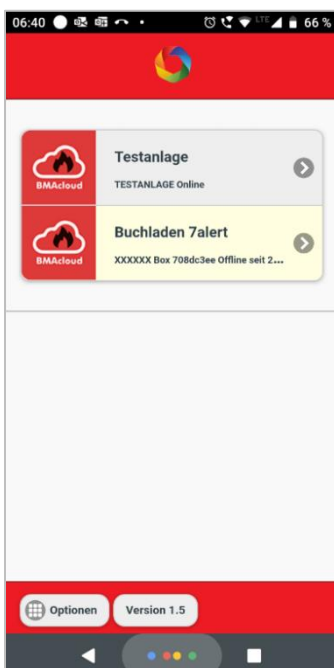 06:40 LTE 66 %
BMAcloud
Testanlage
TESTANLAGE Online
BMAcloud
Buchladen 7alert
XXXXXX Box 708dc3ee Offline seit 2...
Optionen
Version 1.5